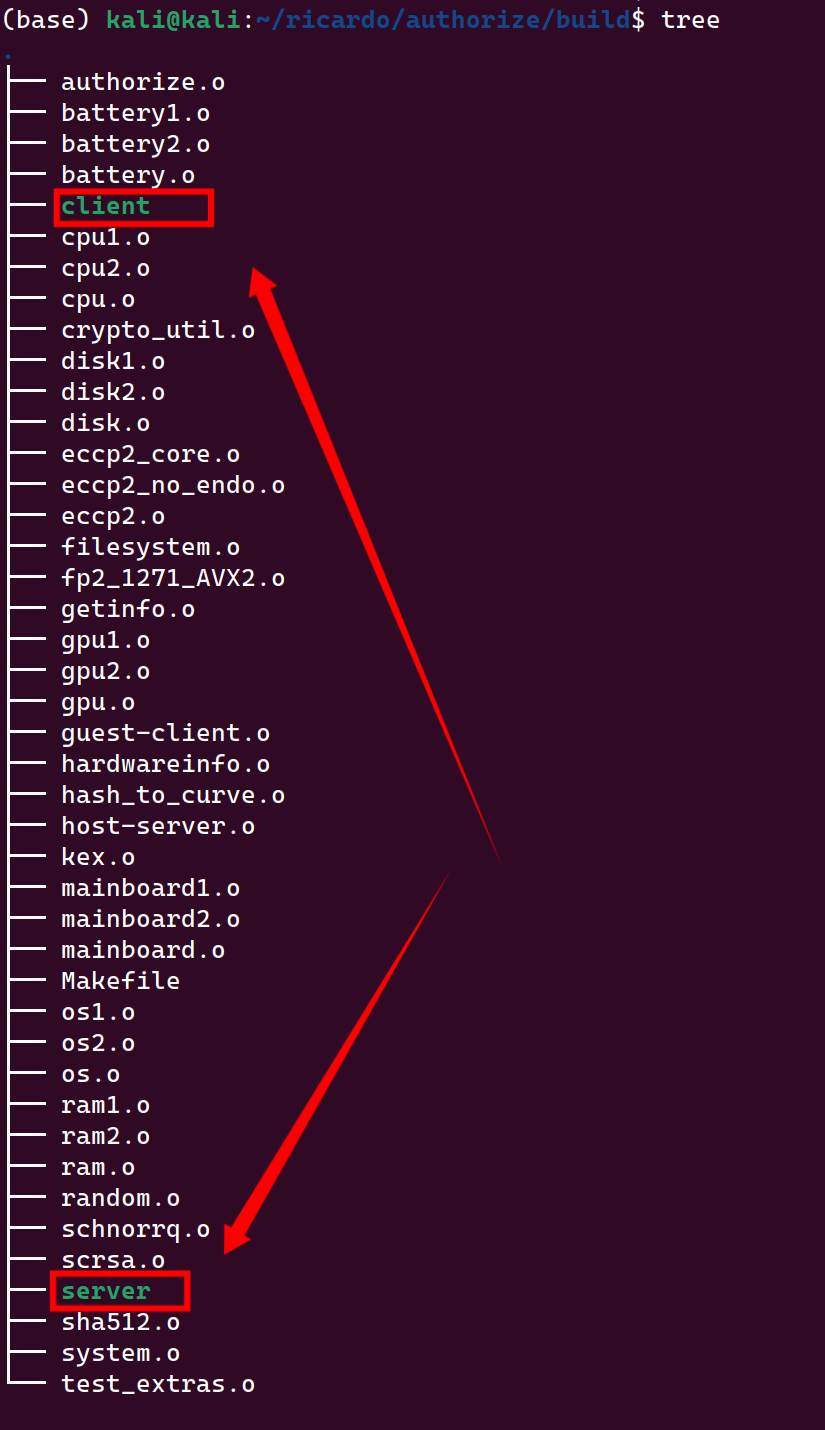 (base) kali@kali:~/ricardo/authorize/build$ tree
.
├── authorize.o
├── battery1.o
├── battery2.o
├── battery.o
├── client
├── cpu1.o
├── cpu2.o
├── cpu.o
├── crypto_util.o
├── disk1.o
├── disk2.o
├── disk.o
├── eccp2_core.o
├── eccp2_no_endo.o
├── eccp2.o
├── filesystem.o
├── fp2_1271_AVX2.o
├── getinfo.o
├── gpu1.o
├── gpu2.o
├── gpu.o
├── guest-client.o
├── hardwareinfo.o
├── hash_to_curve.o
├── host-server.o
├── kex.o
├── mainboard1.o
├── mainboard2.o
├── mainboard.o
├── Makefile
├── os1.o
├── os2.o
├── os.o
├── ram1.o
├── ram2.o
├── ram.o
├── random.o
├── schnorrq.o
├── scrsa.o
├── server
├── sha512.o
├── system.o
└── test_extras.o